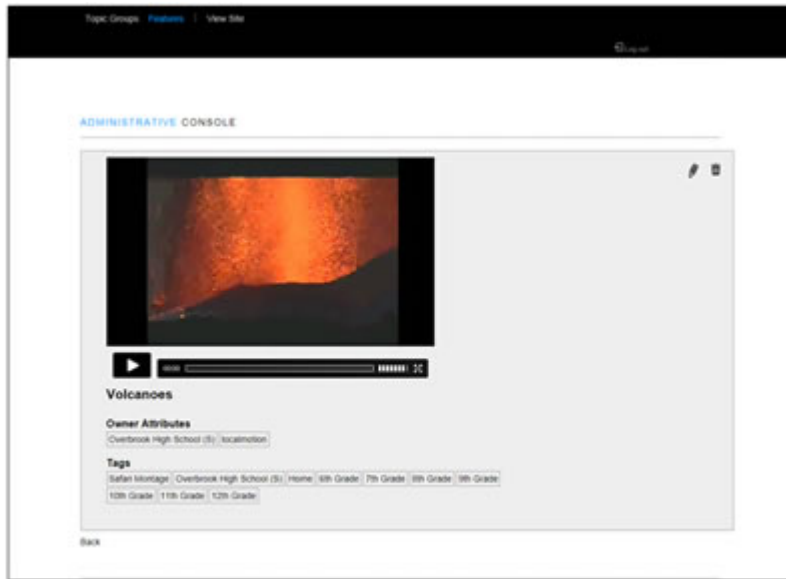 Topic Groups Features | View Site
Log out
ADMINISTRATIVE CONSOLE
00:00
Volcanoes
Owner Attributes
Overbrook High School (S) localmotion
Tags
Safari Montage Overbrook High School (S) Home 6th Grade 7th Grade 8th Grade 9th Grade
10th Grade 11th Grade 12th Grade
Back